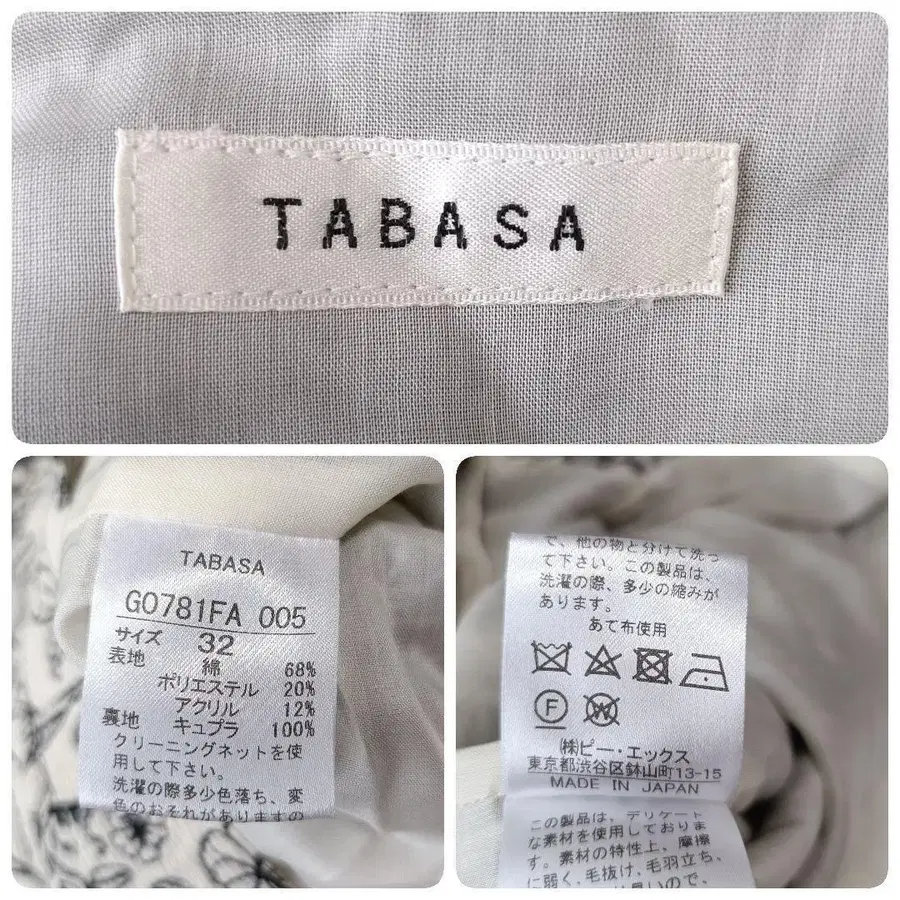 TABASA
TABASA
G0781FA 005
サイズ 32
表地 綿 68%
ポリエステル 20%
アクリル 12%
裏地 キュプラ 100%
クリーニングネットを使
用して下さい。
洗濯の際多少色落ち、変
色のおそれがありますの
で、他の物と分けて洗っ
て下さい。この製品は、
洗濯の際、多少の縮みが
あります。
あて布使用
F
W
㈱ピー・エックス
東京都渋谷区鉢山町13-15
MADE IN JAPAN
この製品は、デリケート
な素材を使用しておりま
す。素材の特性上、摩擦
に弱く、毛抜け、毛羽立ち、